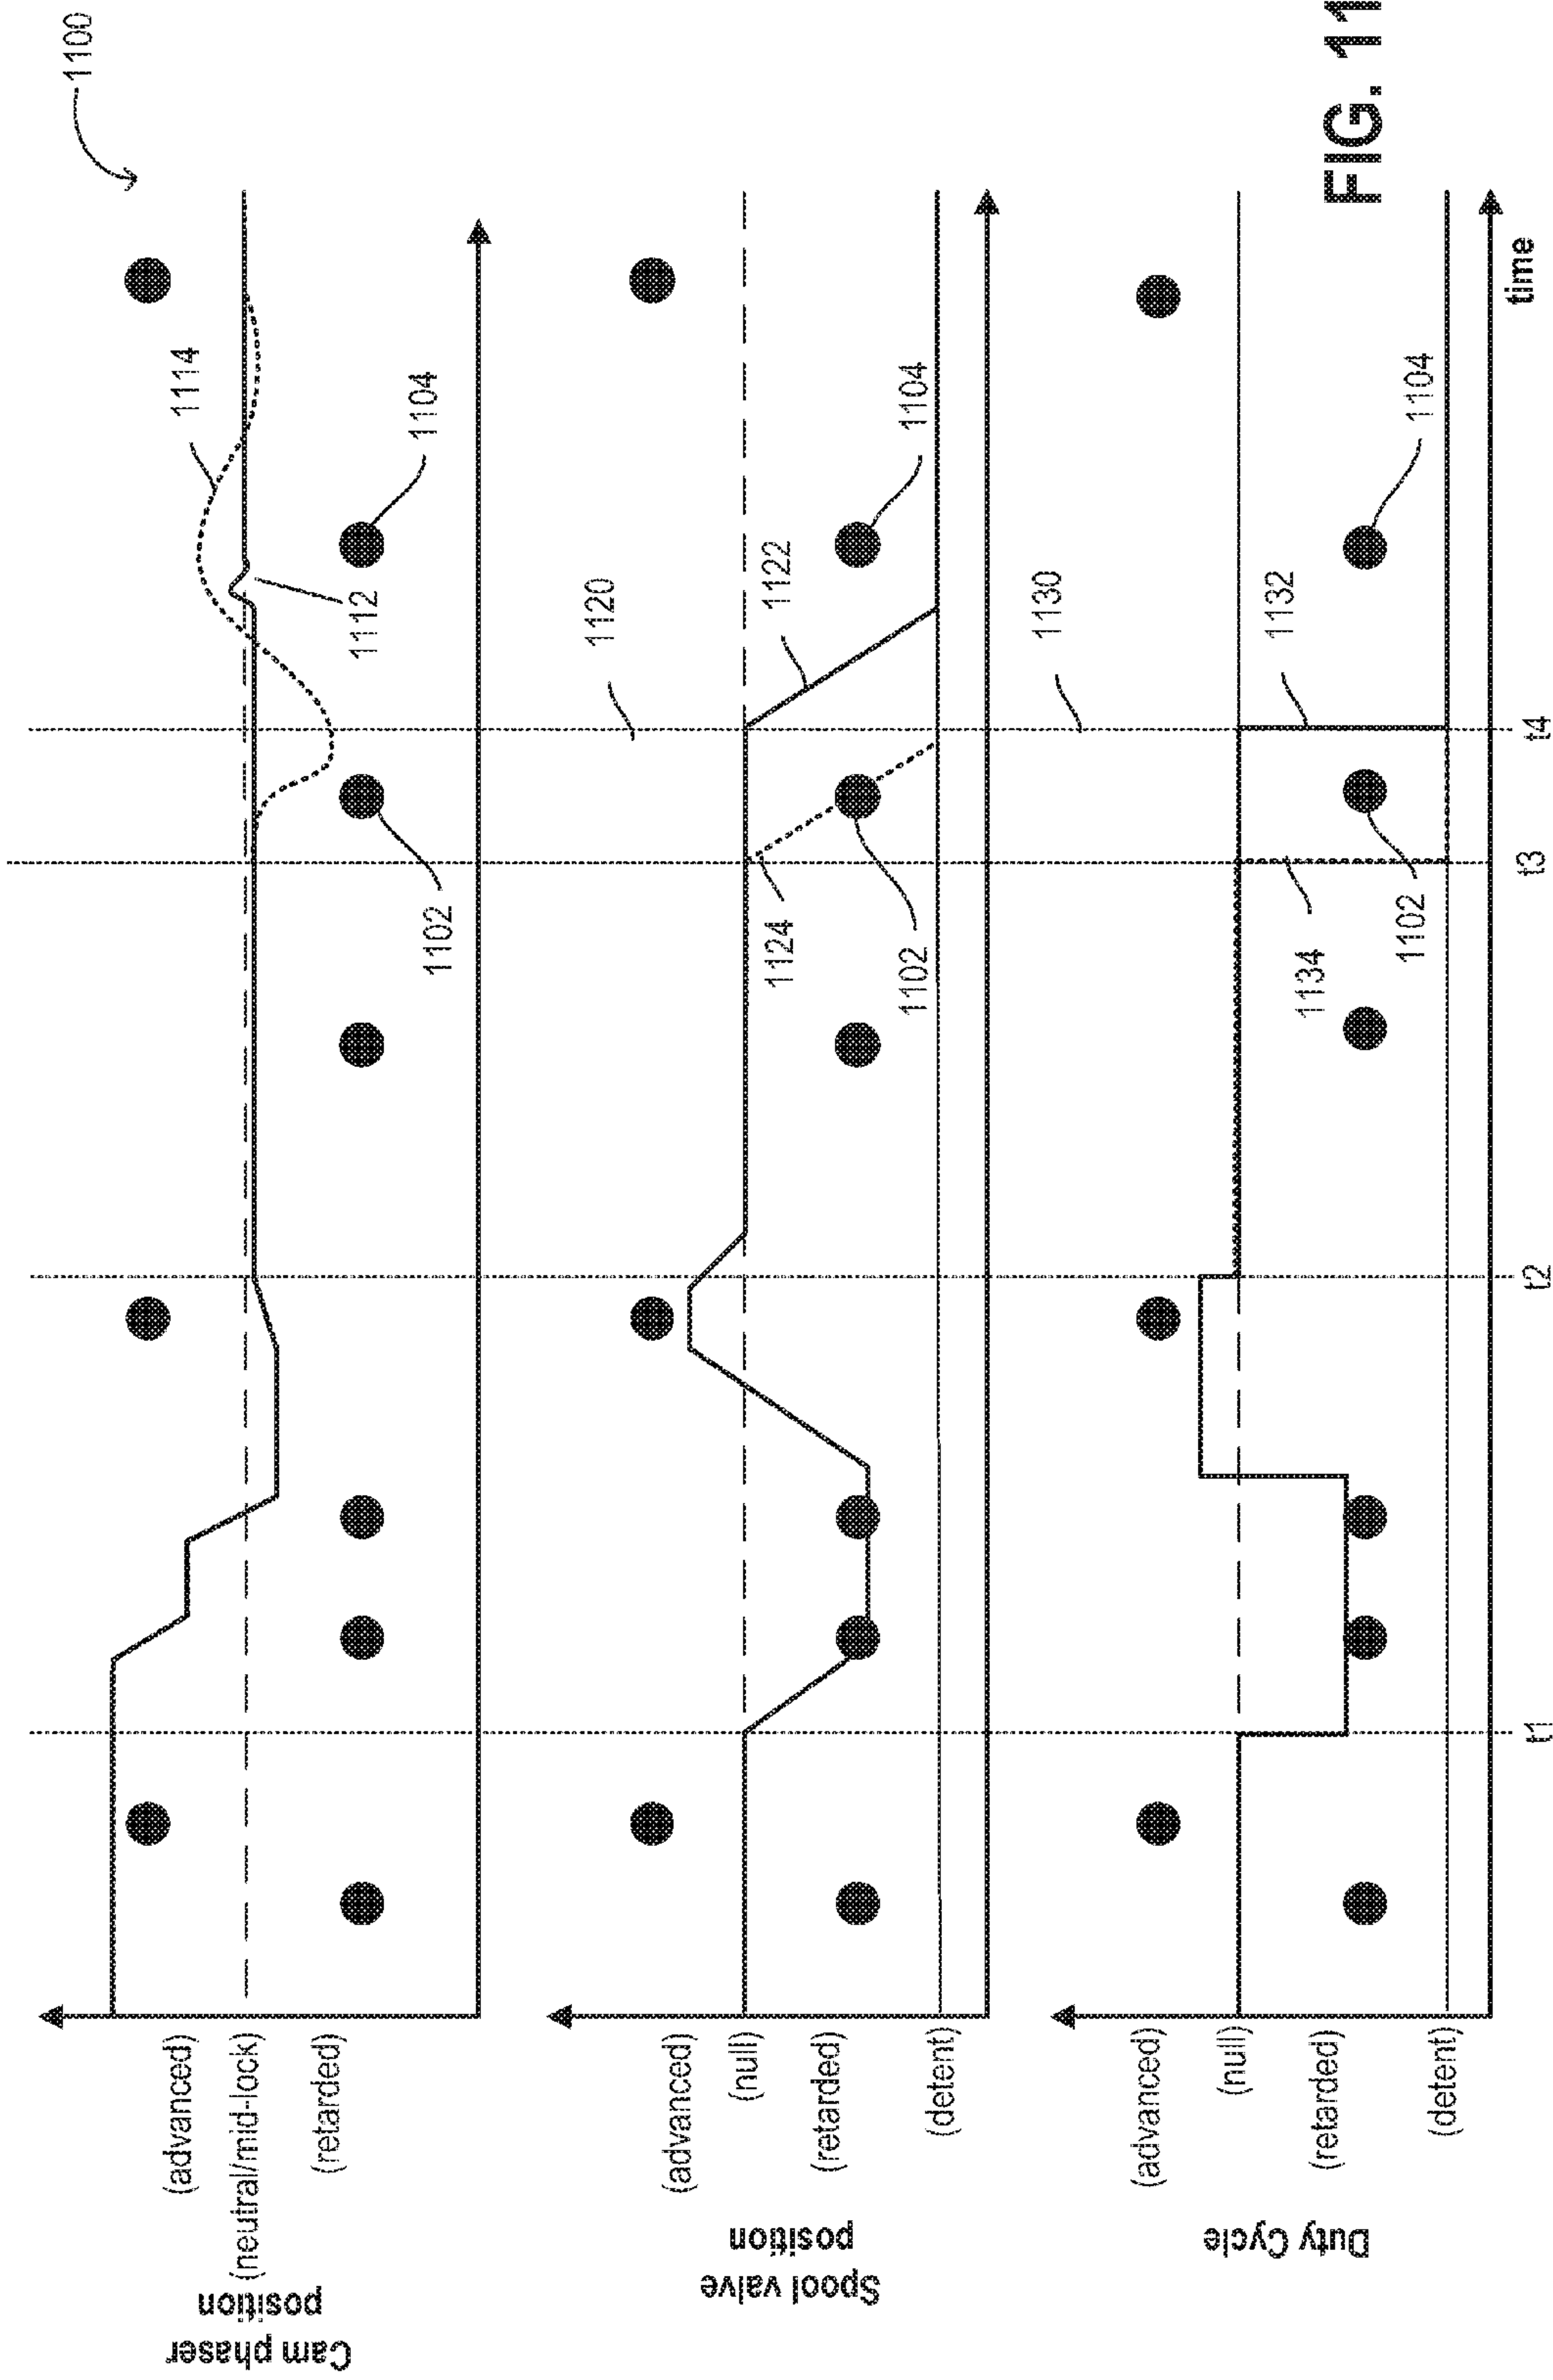 1100
Cam phaser
position
(advanced)
(neutral/mid-lock)
(retarded)
1114
1112
1102
1104
Spool valve
position
(advanced)
(null)
(retarded)
(detent)
1120
1122
1124
1102
1104
Duty Cycle
(advanced)
(null)
(retarded)
(detent)
1130
1132
1134
1102
1104
t1
t2
t3
t4
time
FIG. 11